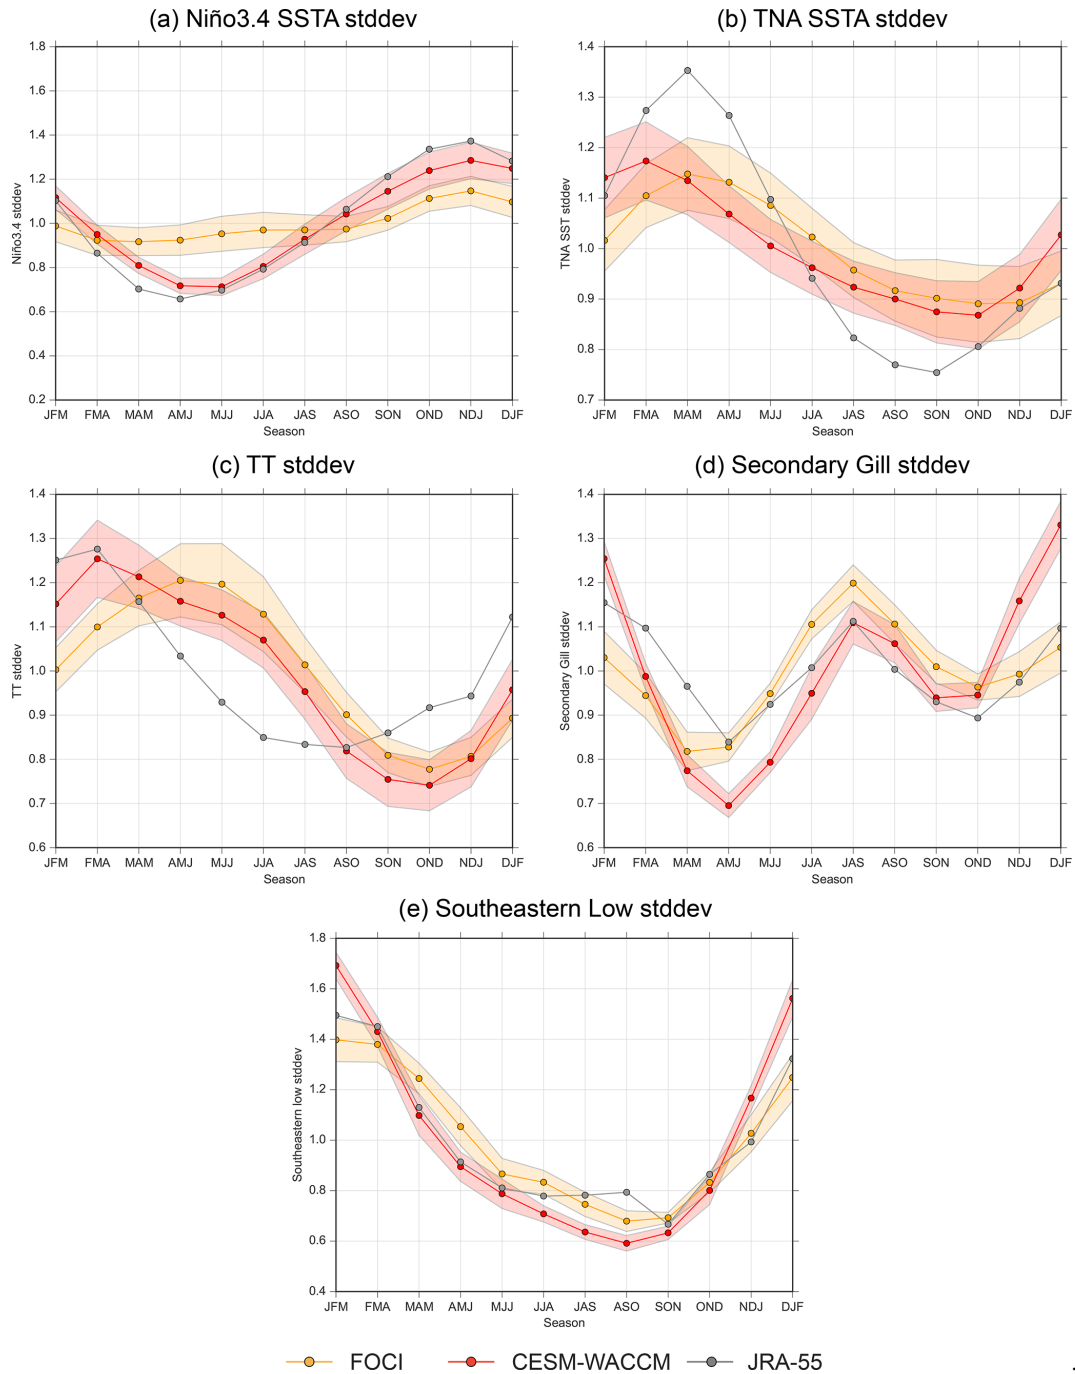 (a) Niño3.4 SSTA stddev
Niño3.4 stddev
1.8
1.6
1.4
1.2
1.0
0.8
0.6
0.4
0.2
JFM FMA MAM AMJ MJJ JJA JAS ASO SON OND NDJ DJF
Season
(b) TNA SSTA stddev
TNA SST stddev
1.4
1.3
1.2
1.1
1.0
0.9
0.8
0.7
JFM FMA MAM AMJ MJJ JJA JAS ASO SON OND NDJ DJF
Season
(c) TT stddev
TT stddev
1.4
1.3
1.2
1.1
1.0
0.9
0.8
0.7
0.6
JFM FMA MAM AMJ MJJ JJA JAS ASO SON OND NDJ DJF
Season
(d) Secondary Gill stddev
Secondary Gill stddev
1.4
1.3
1.2
1.1
1.0
0.9
0.8
0.7
0.6
JFM FMA MAM AMJ MJJ JJA JAS ASO SON OND NDJ DJF
Season
(e) Southeastern Low stddev
Southeastern low stddev
1.8
1.6
1.4
1.2
1.0
0.8
0.6
0.4
JFM FMA MAM AMJ MJJ JJA JAS ASO SON OND NDJ DJF
Season
FOCI CESM-WACCM JRA-55
.